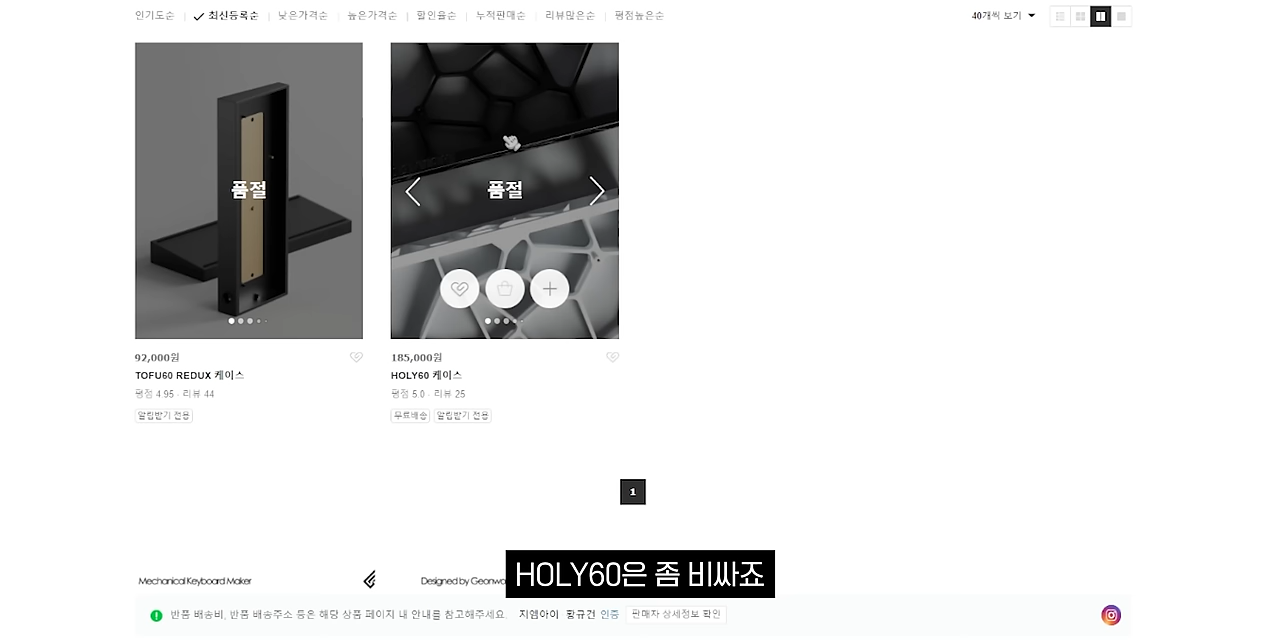 인기도순 최신등록순 낮은가격순 높은가격순 할인율순 누적판매순 리뷰많은순 평점높은순 40개씩 보기
품절 품절
92,000원 185,000원
TOFU60 REDUX 케이스 HOLY60 케이스
평점 4.95 · 리뷰 44 평점 5.0 · 리뷰 25
알림받기 전용 무료배송 알림받기 전용
1
HOLY60은 좀 비싸죠
Mechanical Keyboard Maker Designed by Geonwo
반품 배송비, 반품 배송주소 등은 해당 상품 페이지 내 안내를 참고해주세요. 지엠아이 황규건 인증 판매자 상세정보 확인